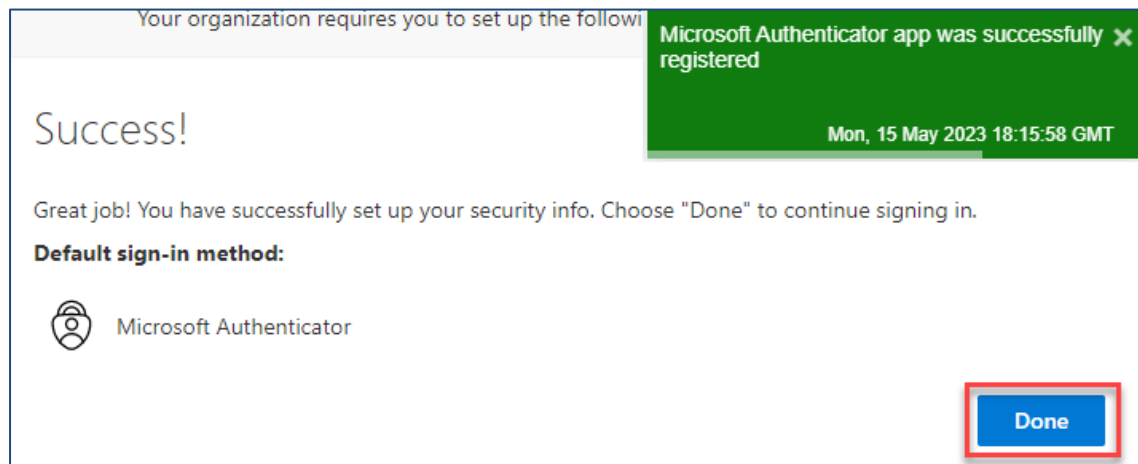 Your organization requires you to set up the followi
Microsoft Authenticator app was successfully
registered
Mon, 15 May 2023 18:15:58 GMT
Success!
Great job! You have successfully set up your security info. Choose "Done" to continue signing in.
Default sign-in method:
Microsoft Authenticator
Done